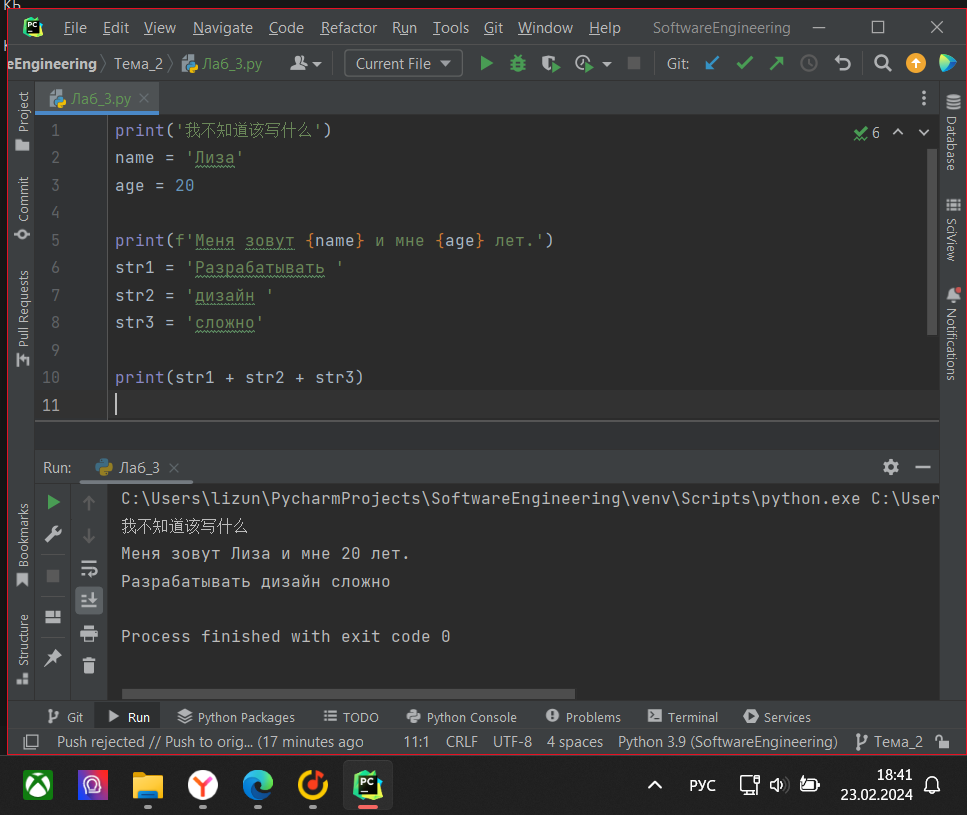 File Edit View Navigate Code Refactor Run Tools Git Window Help SoftwareEngineering
eEngineering Тема_2 Лаб_3.py Current File Git:
Project
Commit
Pull Requests
Bookmarks
Structure
Лаб_3.py
6
1 print('我不知道该写什么')
2 name = 'Лиза'
3 age = 20
4
5 print(f'Меня зовут {name} и мне {age} лет.')
6 str1 = 'Разрабатывать '
7 str2 = 'дизайн '
8 str3 = 'сложно'
9
10 print(str1 + str2 + str3)
11
Database
SciView
Notifications
Run: Лаб_3
C:\Users\lizun\PycharmProjects\SoftwareEngineering\venv\Scripts\python.exe C:\User
我不知道该写什么
Меня зовут Лиза и мне 20 лет.
Разрабатывать дизайн сложно
Process finished with exit code 0
Git Run Python Packages TODO Python Console Problems Terminal Services
Push rejected // Push to orig... (17 minutes ago 11:1 CRLF UTF-8 4 spaces Python 3.9 (SoftwareEngineering) Тема_2
РУС 18:41
23.02.2024